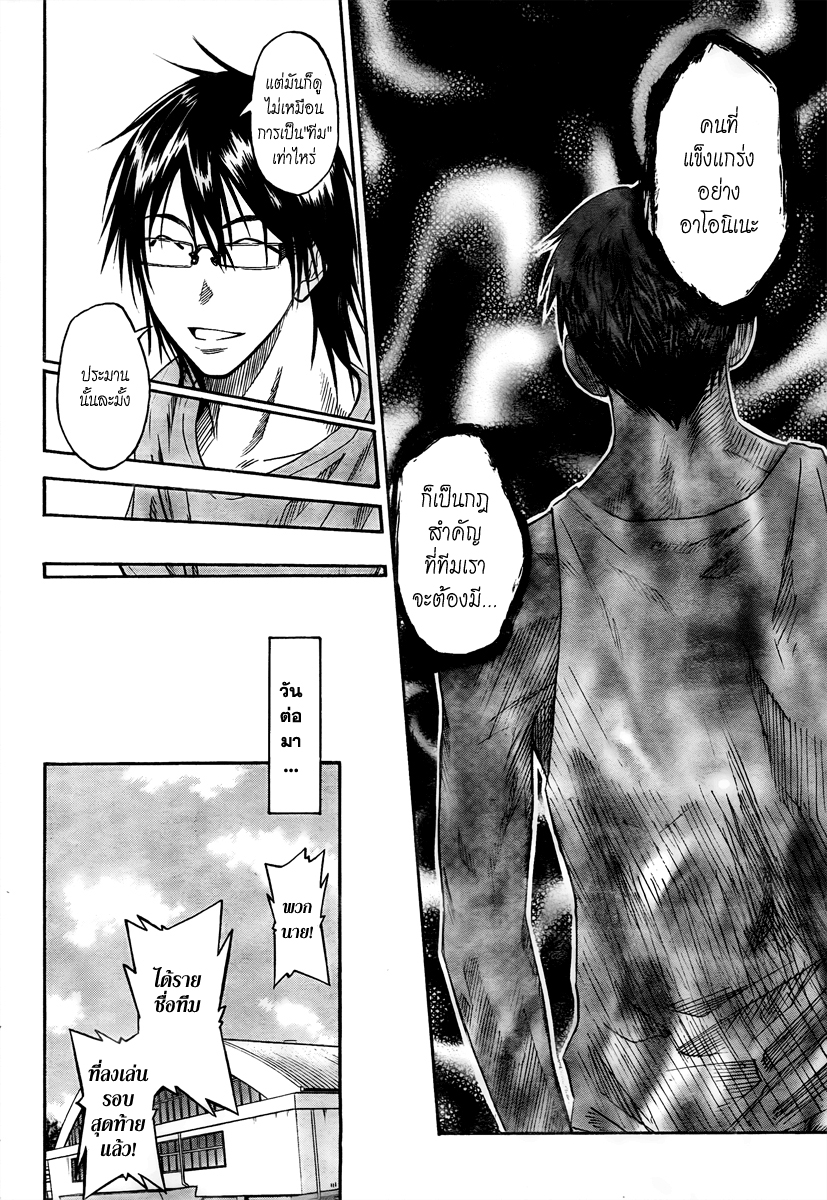 คนที่
แข็งแกร่ง
อย่าง
อาโอนิเนะ
ก็เป็นกฎ
สำคัญ
ที่ทีมเรา
จะต้องมี...
แต่มันก็ดู
ไม่เหมือน
การเป็น"ทีม"
เท่าไหร่
ประมาน
นั้นละมั้ง
วัน
ต่อ
มา
...
พวก
นาย!
ได้ราย
ชื่อทีม
ที่ลงเล่น
รอบ
สุดท้าย
แล้ว!